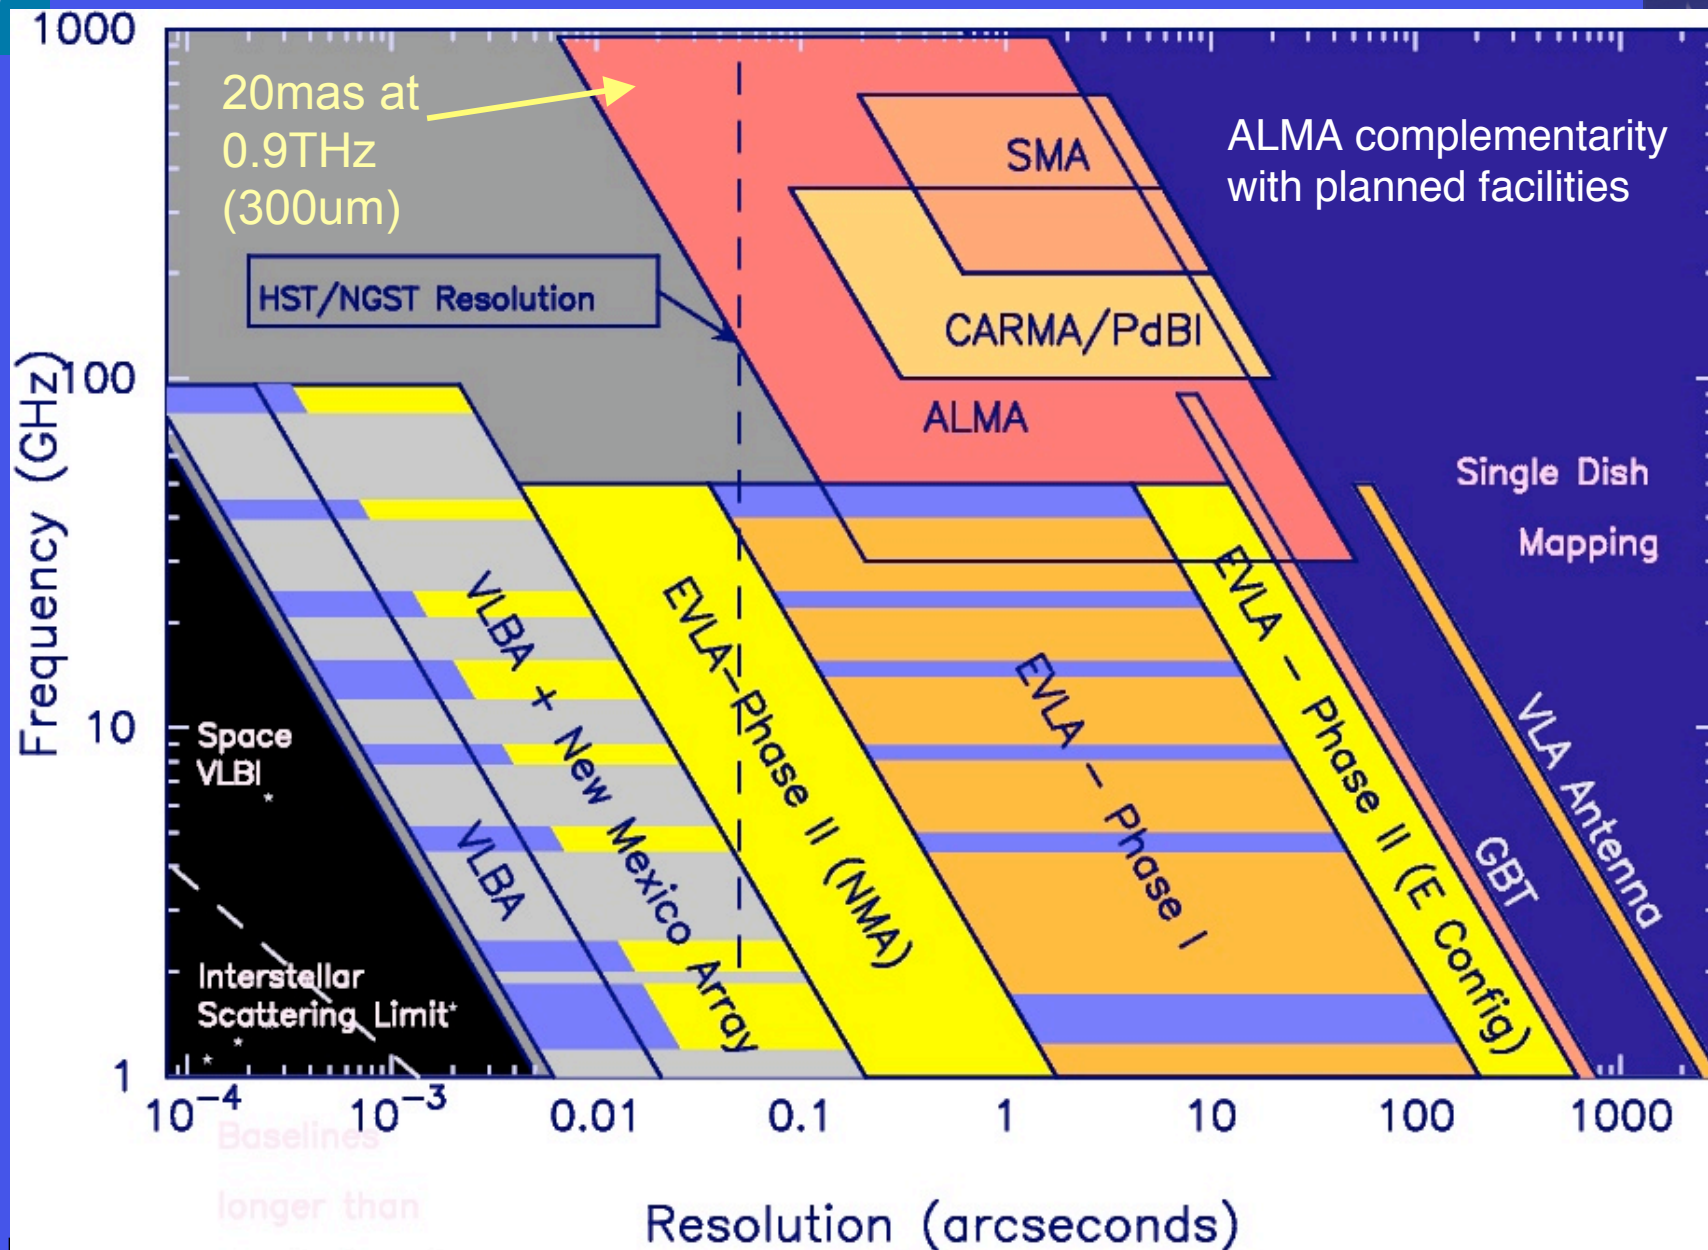 1000
20mas at
0.9THz
(300um)
SMA
ALMA complementarity
with planned facilities
HST/NGST Resolution
CARMA/PdBI
100
ALMA
Single Dish
Mapping
Frequency (GHz)
VLBA + New Mexico Array
EVLA-Phase II (NMA)
EVLA - Phase I
EVLA - Phase II (E Config)
VLA Antenna
GBT
10
Space
VLBI
*
VLBA
Interstellar
Scattering Limit*
*
*
1
10-4
10-3
0.01
0.1
1
10
100
1000
Baselines
longer than
Resolution (arcseconds)